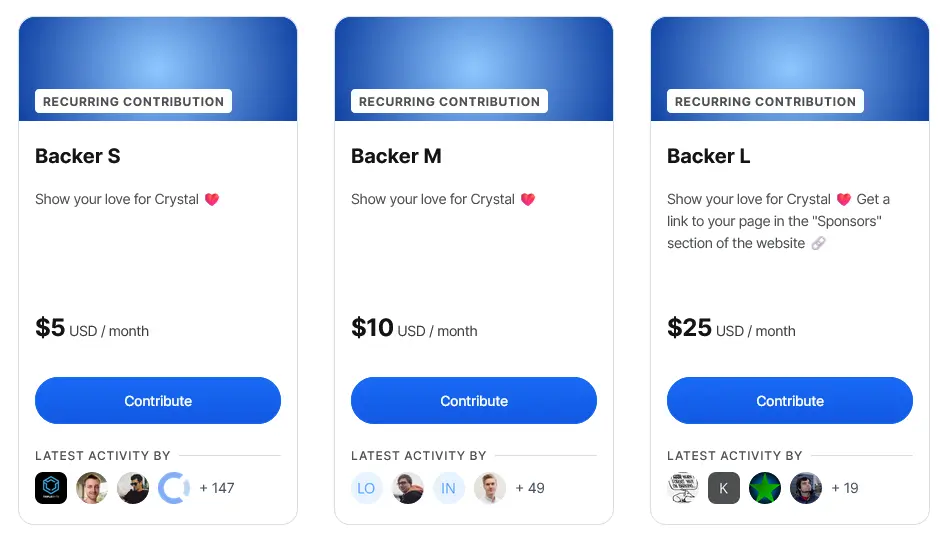 RECURRING CONTRIBUTION
Backer S
Show your love for Crystal ❤️
$5 USD / month
Contribute
LATEST ACTIVITY BY
+ 147
RECURRING CONTRIBUTION
Backer M
Show your love for Crystal ❤️
$10 USD / month
Contribute
LATEST ACTIVITY BY
LO
IN
+ 49
RECURRING CONTRIBUTION
Backer L
Show your love for Crystal ❤️ Get a
link to your page in the "Sponsors"
section of the website 🔗
$25 USD / month
Contribute
LATEST ACTIVITY BY
K
+ 19